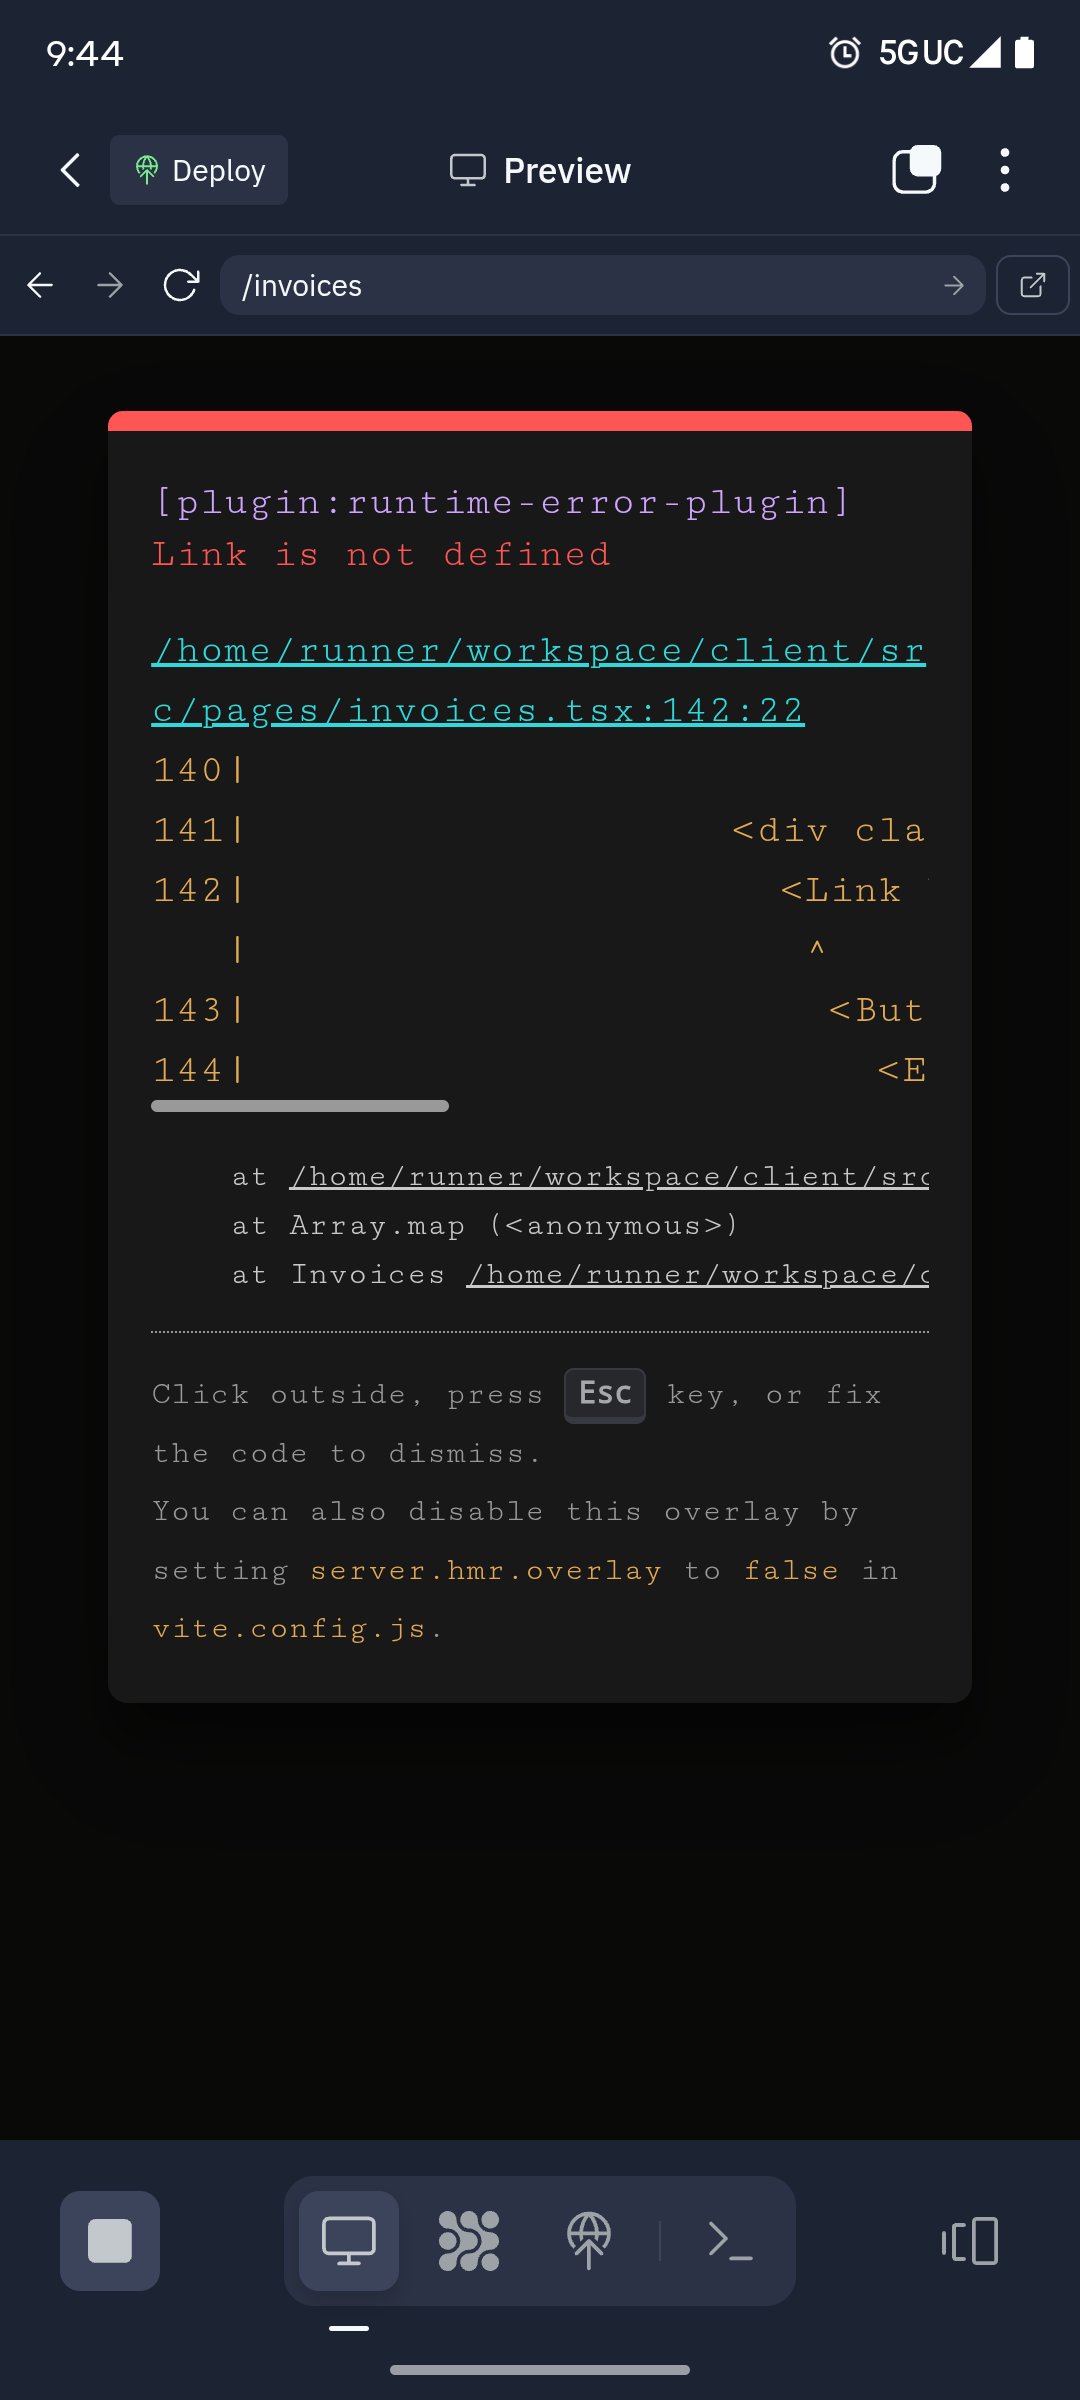 9:44
5G UC
Deploy
Preview
/invoices
[plugin:runtime-error-plugin]
Link is not defined
/home/runner/workspace/client/sr
c/pages/invoices.tsx:142:22
140|
141| <div cla
142| <Link
| ^
143| <But
144| <E
at /home/runner/workspace/client/src
at Array.map (<anonymous>)
at Invoices /home/runner/workspace/c
Click outside, press Esc key, or fix
the code to dismiss.
You can also disable this overlay by
setting server.hmr.overlay to false in
vite.config.js.